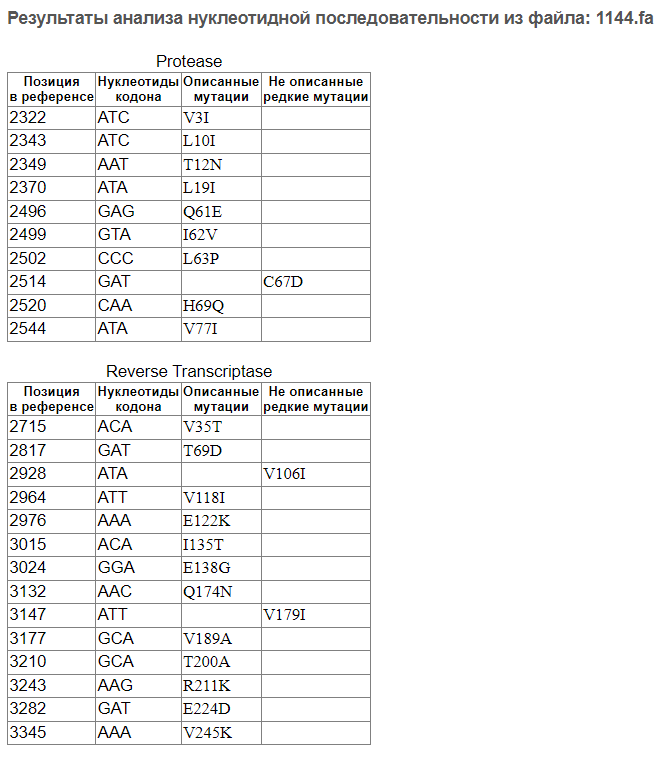 Результаты анализа нуклеотидной последовательности из файла: 1144.fa
Protease
Позиция в референсе Нуклеотиды кодона Описанные мутации Не описанные редкие мутации
2322 ATC V3I
2343 ATC L10I
2349 AAT T12N
2370 ATA L19I
2496 GAG Q61E
2499 GTA I62V
2502 CCC L63P
2514 GAT C67D
2520 CAA H69Q
2544 ATA V77I
Reverse Transcriptase
Позиция в референсе Нуклеотиды кодона Описанные мутации Не описанные редкие мутации
2715 ACA V35T
2817 GAT T69D
2928 ATA V106I
2964 ATT V118I
2976 AAA E122K
3015 ACA I135T
3024 GGA E138G
3132 AAC Q174N
3147 ATT V179I
3177 GCA V189A
3210 GCA T200A
3243 AAG R211K
3282 GAT E224D
3345 AAA V245K